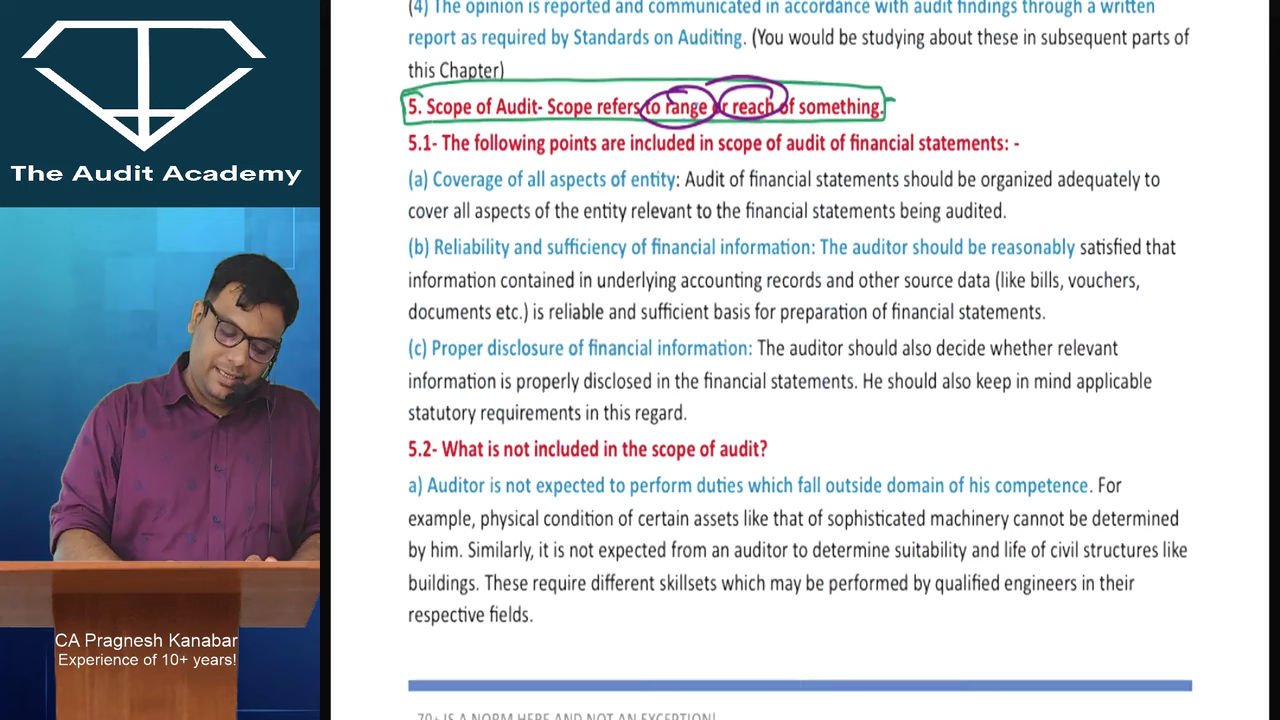 The Audit Academy
CA Pragnesh Kanabar
Experience of 10+ years!
(4) The opinion is reported and communicated in accordance with audit findings through a written
report as required by Standards on Auditing. (You would be studying about these in subsequent parts of
this Chapter)
5. Scope of Audit- Scope refers to range or reach of something.
5.1- The following points are included in scope of audit of financial statements: -
(a) Coverage of all aspects of entity: Audit of financial statements should be organized adequately to
cover all aspects of the entity relevant to the financial statements being audited.
(b) Reliability and sufficiency of financial information: The auditor should be reasonably satisfied that
information contained in underlying accounting records and other source data (like bills, vouchers,
documents etc.) is reliable and sufficient basis for preparation of financial statements.
(c) Proper disclosure of financial information: The auditor should also decide whether relevant
information is properly disclosed in the financial statements. He should also keep in mind applicable
statutory requirements in this regard.
5.2- What is not included in the scope of audit?
a) Auditor is not expected to perform duties which fall outside domain of his competence. For
example, physical condition of certain assets like that of sophisticated machinery cannot be determined
by him. Similarly, it is not expected from an auditor to determine suitability and life of civil structures like
buildings. These require different skillsets which may be performed by qualified engineers in their
respective fields.
70+ IS A NORM HERE AND NOT AN EXCEPTION!